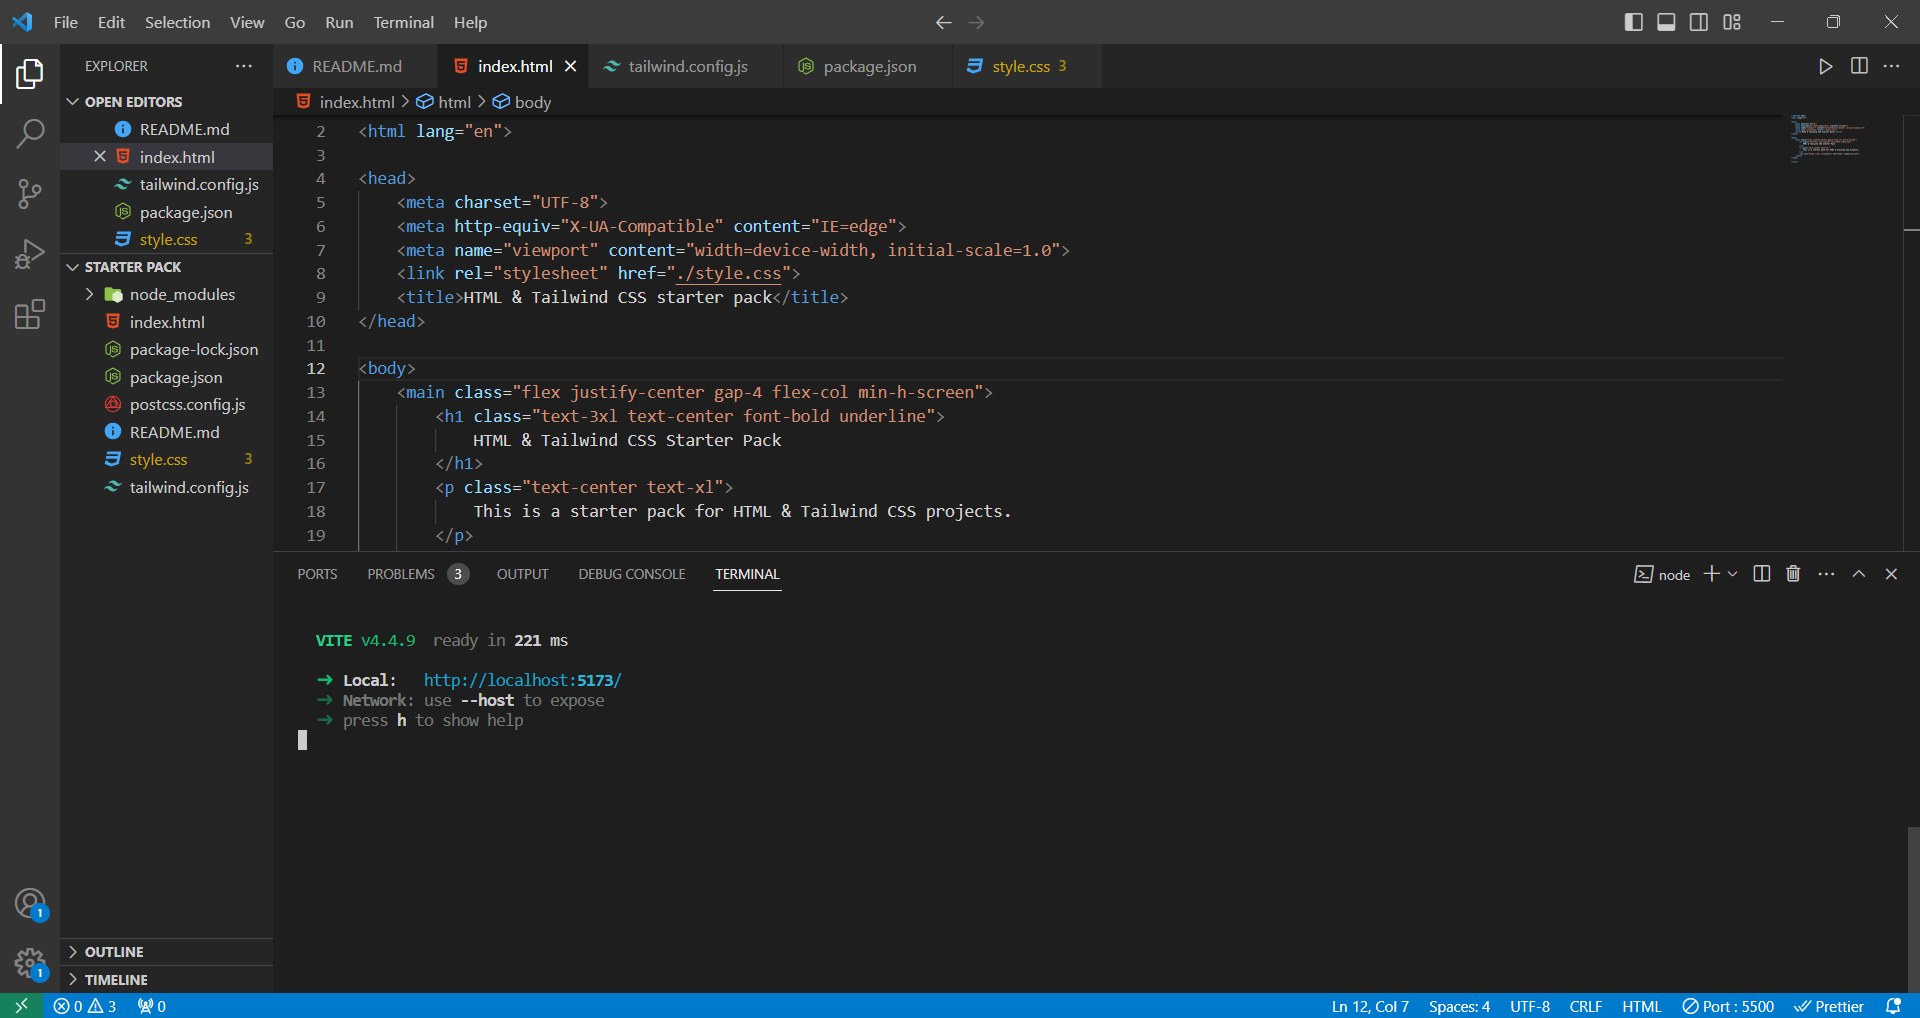 File Edit Selection View Go Run Terminal Help
EXPLORER
OPEN EDITORS
README.md
index.html
tailwind.config.js
package.json
style.css 3
STARTER PACK
node_modules
index.html
package-lock.json
package.json
postcss.config.js
README.md
style.css 3
tailwind.config.js
OUTLINE
TIMELINE
1
1
README.md index.html tailwind.config.js package.json style.css 3
index.html > html > body
2 <html lang="en">
3
4 <head>
5 <meta charset="UTF-8">
6 <meta http-equiv="X-UA-Compatible" content="IE=edge">
7 <meta name="viewport" content="width=device-width, initial-scale=1.0">
8 <link rel="stylesheet" href="./style.css">
9 <title>HTML & Tailwind CSS starter pack</title>
10 </head>
11
12 <body>
13 <main class="flex justify-center gap-4 flex-col min-h-screen">
14 <h1 class="text-3xl text-center font-bold underline">
15 HTML & Tailwind CSS Starter Pack
16 </h1>
17 <p class="text-center text-xl">
18 This is a starter pack for HTML & Tailwind CSS projects.
19 </p>
PORTS PROBLEMS 3 OUTPUT DEBUG CONSOLE TERMINAL
node
VITE v4.4.9 ready in 221 ms
➜ Local: http://localhost:5173/
➜ Network: use --host to expose
➜ press h to show help
0 3 0
Ln 12, Col 7 Spaces: 4 UTF-8 CRLF HTML Port : 5500 Prettier